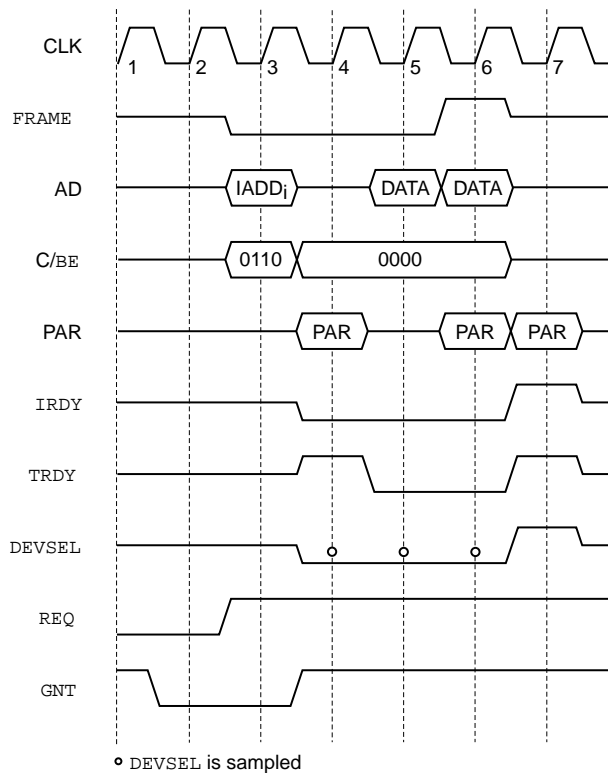 CLK
1 2 3 4 5 6 7
FRAME
AD IADDi DATA DATA
C/BE 0110 0000
PAR PAR PAR PAR
IRDY
TRDY
DEVSEL
REQ
GNT
DEVSEL is sampled